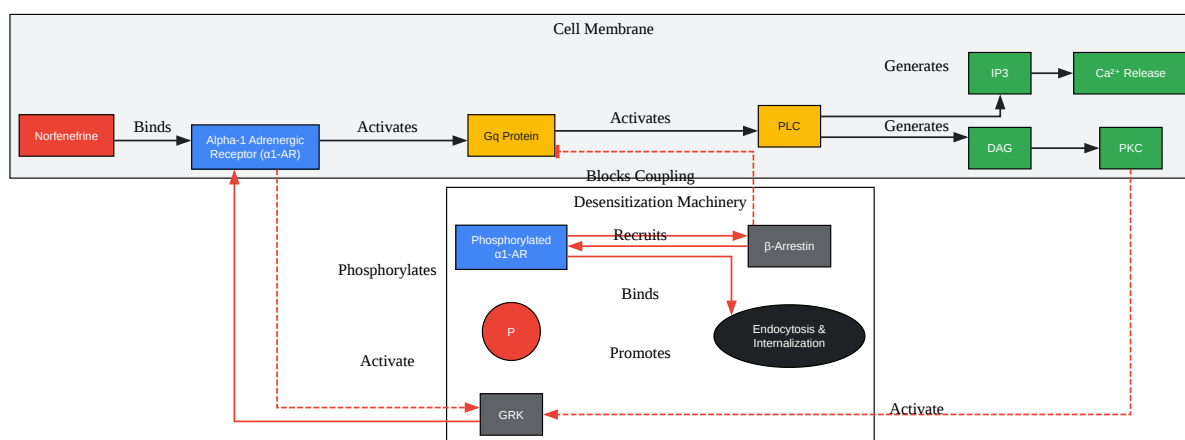 Cell Membrane
Generates
IP3
Ca²⁺ Release
Norfenefrine
Binds
Alpha-1 Adrenergic
Receptor (α1-AR)
Activates
Gq Protein
Activates
PLC
Generates
DAG
PKC
Blocks Coupling
Desensitization Machinery
Phosphorylated
α1-AR
Recruits
β-Arrestin
Phosphorylates
Binds
P
Endocytosis &
Internalization
Promotes
Activate
GRK
Activate